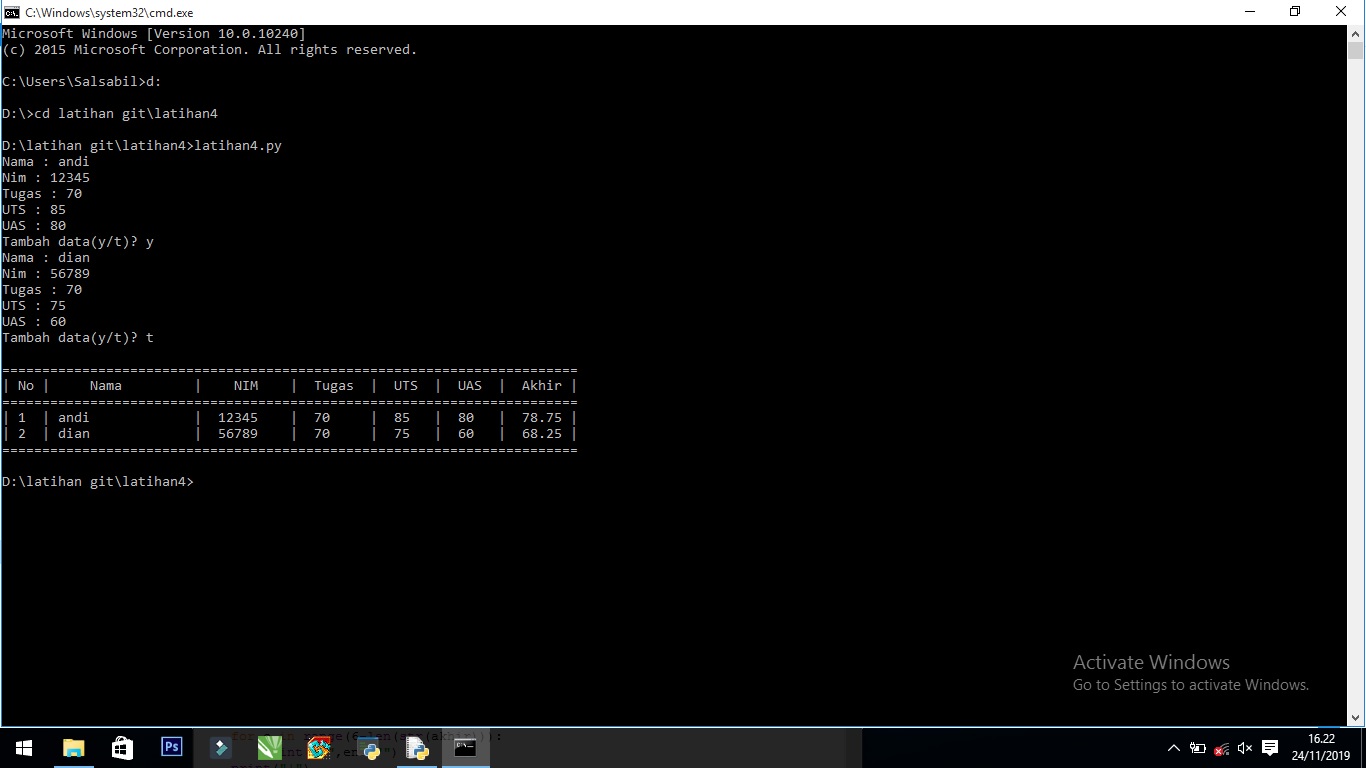 C:\Windows\system32\cmd.exe
Microsoft Windows [Version 10.0.10240]
(c) 2015 Microsoft Corporation. All rights reserved.
C:\Users\Salsabil>d:
D:\>cd latihan git\latihan4
D:\latihan git\latihan4>latihan4.py
Nama : andi
Nim : 12345
Tugas : 70
UTS : 85
UAS : 80
Tambah data(y/t)? y
Nama : dian
Nim : 56789
Tugas : 70
UTS : 75
UAS : 60
Tambah data(y/t)? t
========================================================================
| No |     Nama         |    NIM    |  Tugas  |  UTS  |  UAS  |  Akhir |
========================================================================
| 1  | andi             |  12345    |  70     |  85   |  80   |  78.75 |
| 2  | dian             |  56789    |  70     |  75   |  60   |  68.25 |
========================================================================
D:\latihan git\latihan4>
Activate Windows
Go to Settings to activate Windows.
Ps
16.22
24/11/2019